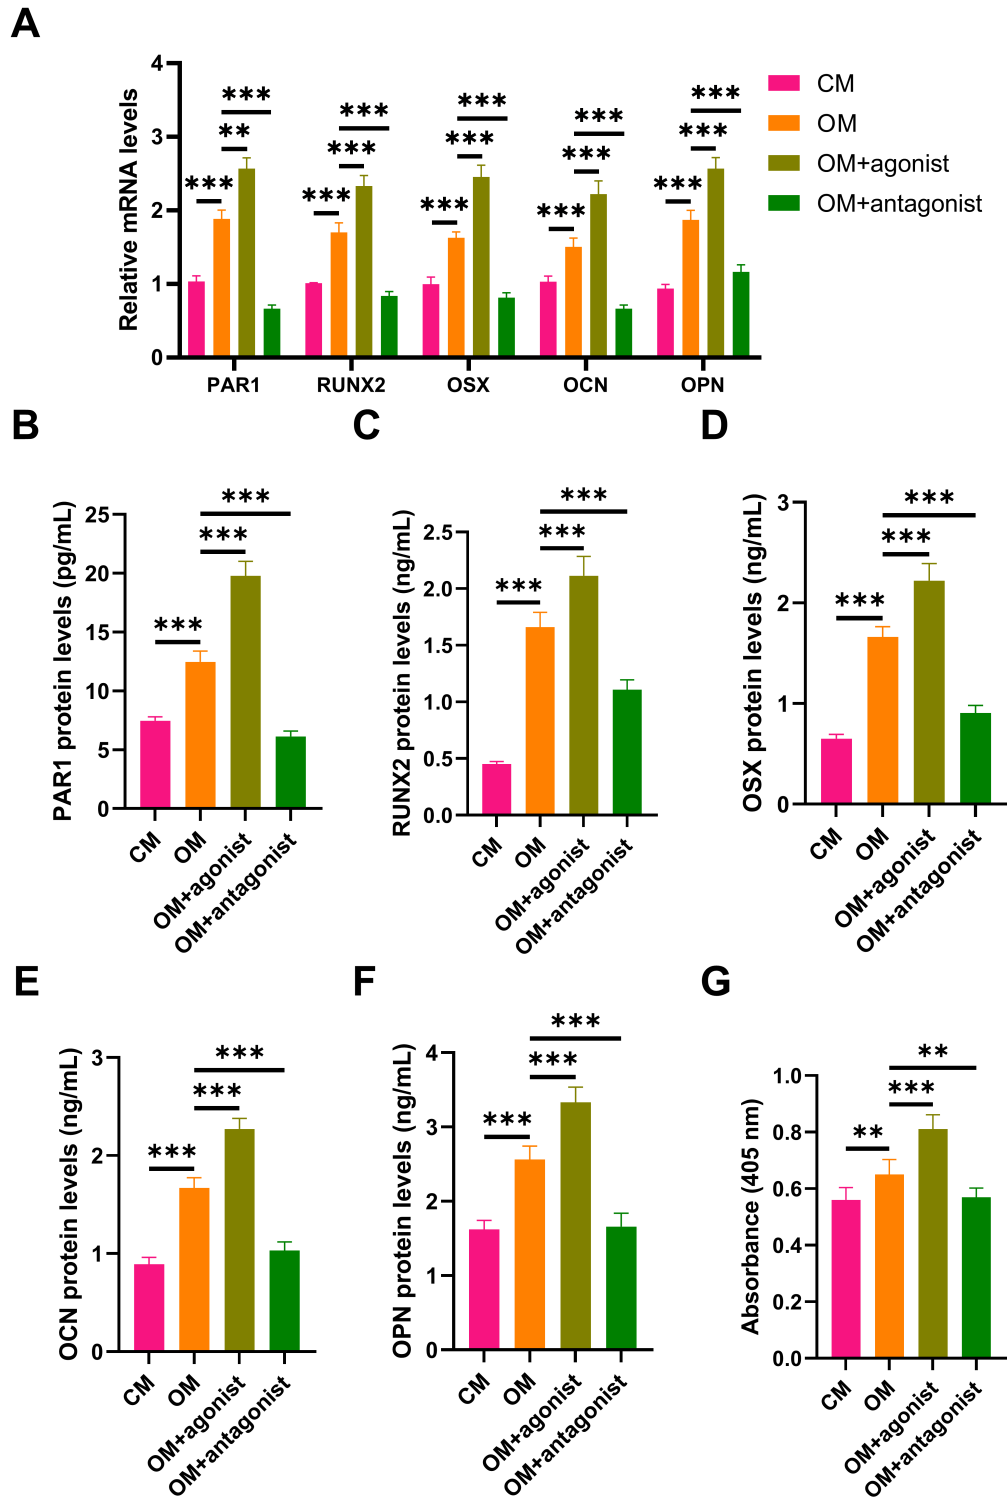 A
Relative mRNA levels
4
3
2
1
0
*** ** ***
*** *** ***
*** *** ***
*** *** ***
*** *** ***
PAR1 RUNX2 OSX OCN OPN
CM
OM
OM+agonist
OM+antagonist
B
PAR1 protein levels (pg/mL)
25
20
15
10
5
0
***
***
***
CM OM OM+agonist OM+antagonist
C
RUNX2 protein levels (ng/mL)
2.5
2.0
1.5
1.0
0.5
0.0
***
***
***
CM OM OM+agonist OM+antagonist
D
OSX protein levels (ng/mL)
3
2
1
0
***
***
***
CM OM OM+agonist OM+antagonist
E
OCN protein levels (ng/mL)
3
2
1
0
***
***
***
CM OM OM+agonist OM+antagonist
F
OPN protein levels (ng/mL)
4
3
2
1
0
***
***
***
CM OM OM+agonist OM+antagonist
G
Absorbance (405 nm)
1.0
0.8
0.6
0.4
0.2
0.0
**
***
**
CM OM OM+agonist OM+antagonist